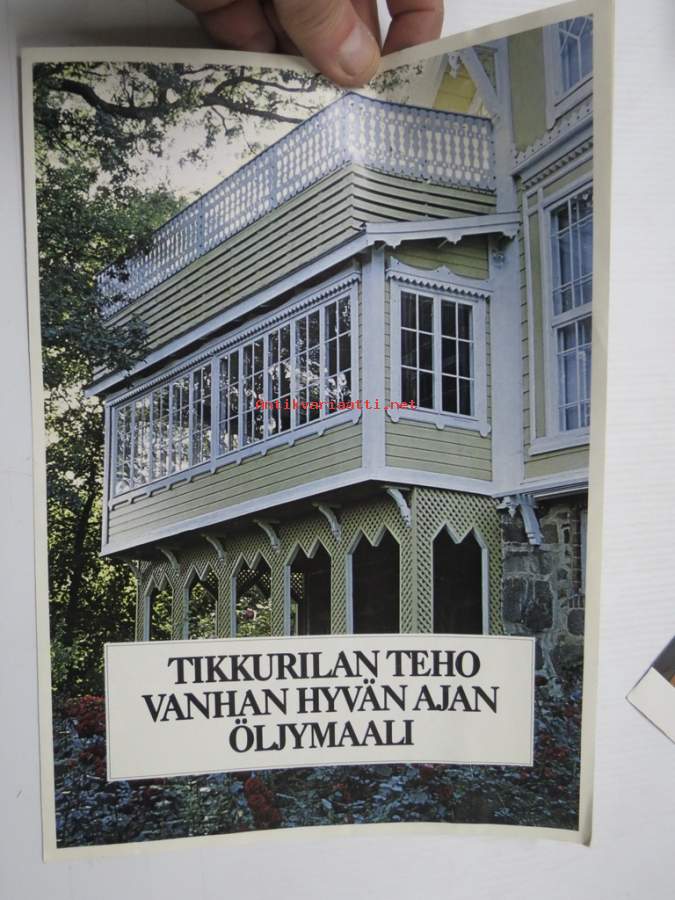 Antikvariaatti.net
TIKKURILAN TEHO
VANHAN HYVÄN AJAN
ÖLJYMAALI